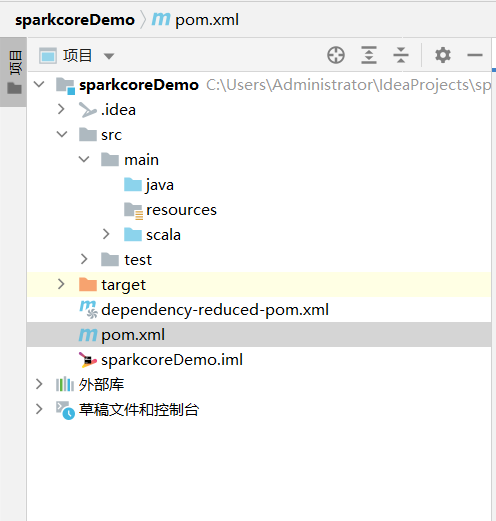 sparkcoreDemo pom.xml
项目
项目
sparkcoreDemo C:\Users\Administrator\IdeaProjects\sp
.idea
src
main
java
resources
scala
test
target
dependency-reduced-pom.xml
pom.xml
sparkcoreDemo.iml
外部库
草稿文件和控制台